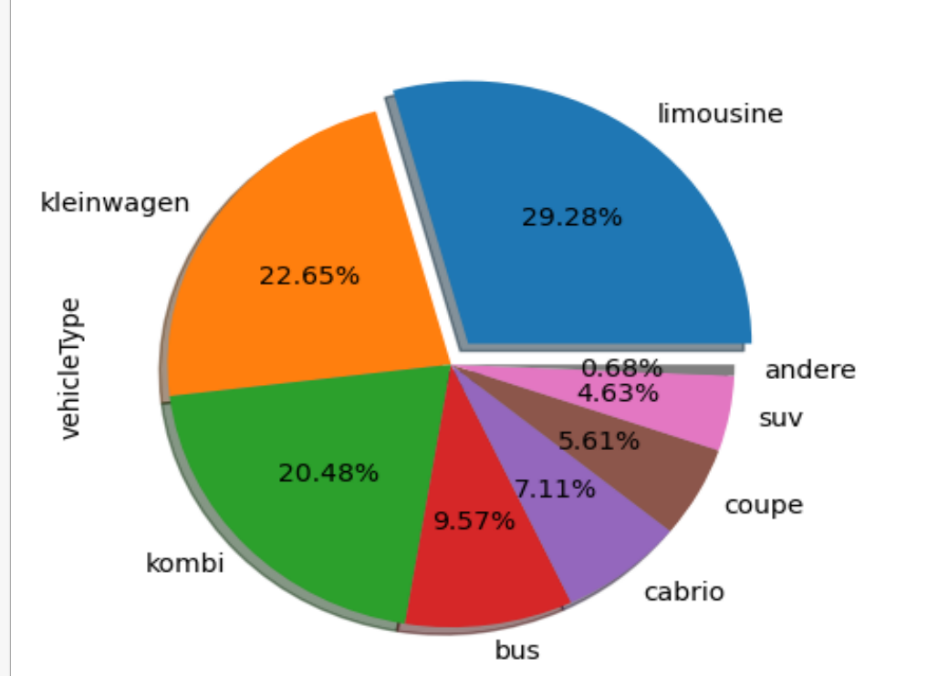 limousine
29.28%
kleinwagen
22.65%
vehicleType
0.68%
andere
4.63%
suv
5.61%
coupe
20.48%
7.11%
9.57%
kombi
cabrio
bus